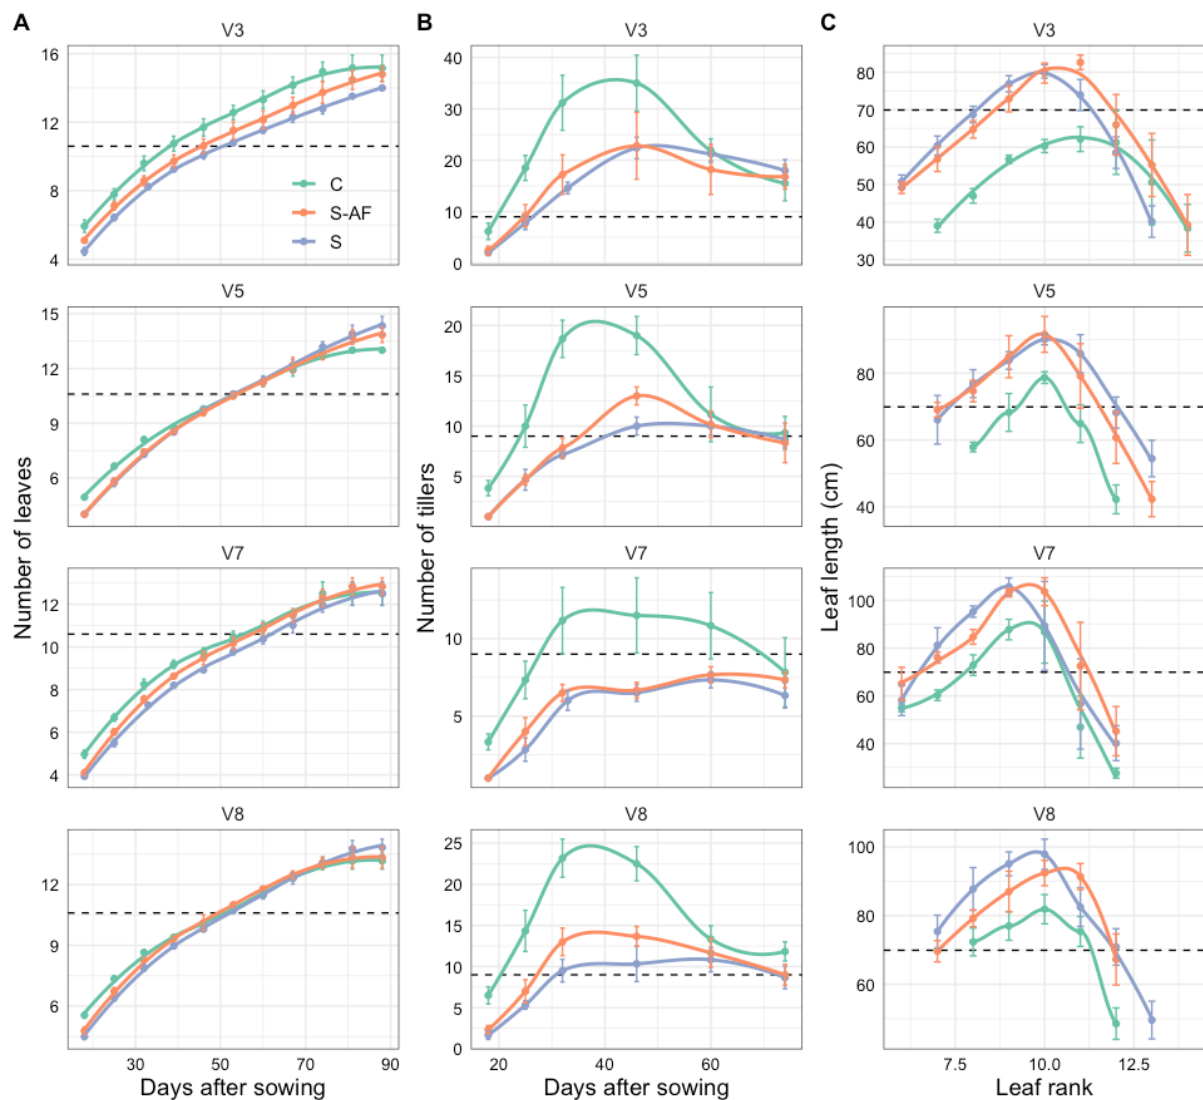 A
B
C
V3
V3
V3
16
12
8
4
C
S-AF
S
40
30
20
10
0
80
70
60
50
40
30
V5
V5
V5
15
12
9
6
20
15
10
5
80
60
40
Number of leaves
Number of tillers
Leaf length (cm)
V7
V7
V7
12
10
8
6
4
10
5
100
80
60
40
V8
V8
V8
12
9
6
25
20
15
10
5
0
100
80
60
30
50
70
90
20
40
60
7.5
10.0
12.5
Days after sowing
Days after sowing
Leaf rank